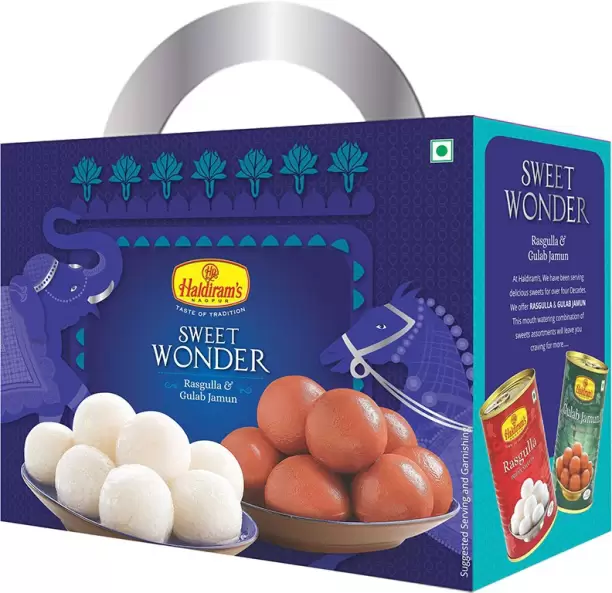 Hr
Haldiram's
NAGPUR
TASTE OF TRADITION
SWEET
WONDER
Rasgulla &
Gulab Jamun
Suggested Serving and Garnishing
SWEET
WONDER
Rasgulla &
Gulab Jamun
At Haldiram's, We have been serving
delicious sweets for over four Decades.
We offer RASGULLA & GULAB JAMUN
This mouth watering combination of
sweets assortments will leave you
craving for more....
Haldiram's
Rasgulla
Haldiram's
Gulab Jamun